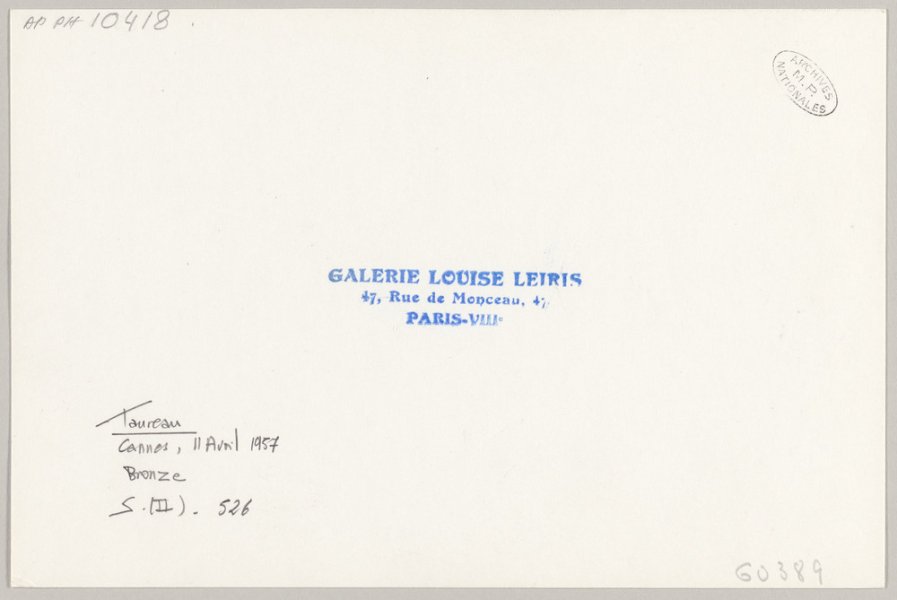 AP PH 10418
ARCHIVES
M.P.
NATIONALES
GALERIE LOUISE LEIRIS
47, Rue de Monceau, 47
PARIS-VIIIe
Taureau
Cannes, 11 Avril 1957
Bronze
S.(II). 526
60389